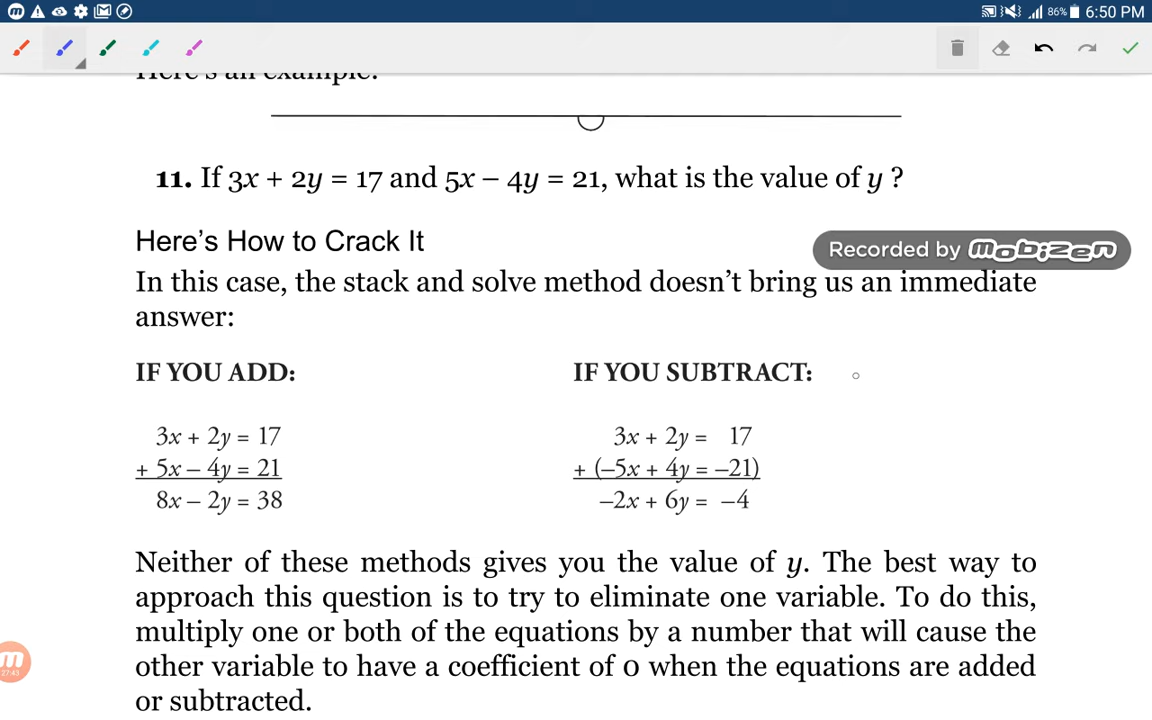 86% 6:50 PM
Here's an example:
11. If 3x + 2y = 17 and 5x − 4y = 21, what is the value of y ?
Here's How to Crack It
Recorded by mobizen
In this case, the stack and solve method doesn't bring us an immediate
answer:
IF YOU ADD: IF YOU SUBTRACT:
3x + 2y = 17 3x + 2y = 17
+ 5x − 4y = 21 + (−5x + 4y = −21)
8x − 2y = 38 −2x + 6y = −4
Neither of these methods gives you the value of y. The best way to
approach this question is to try to eliminate one variable. To do this,
multiply one or both of the equations by a number that will cause the
other variable to have a coefficient of 0 when the equations are added
or subtracted.
27:43